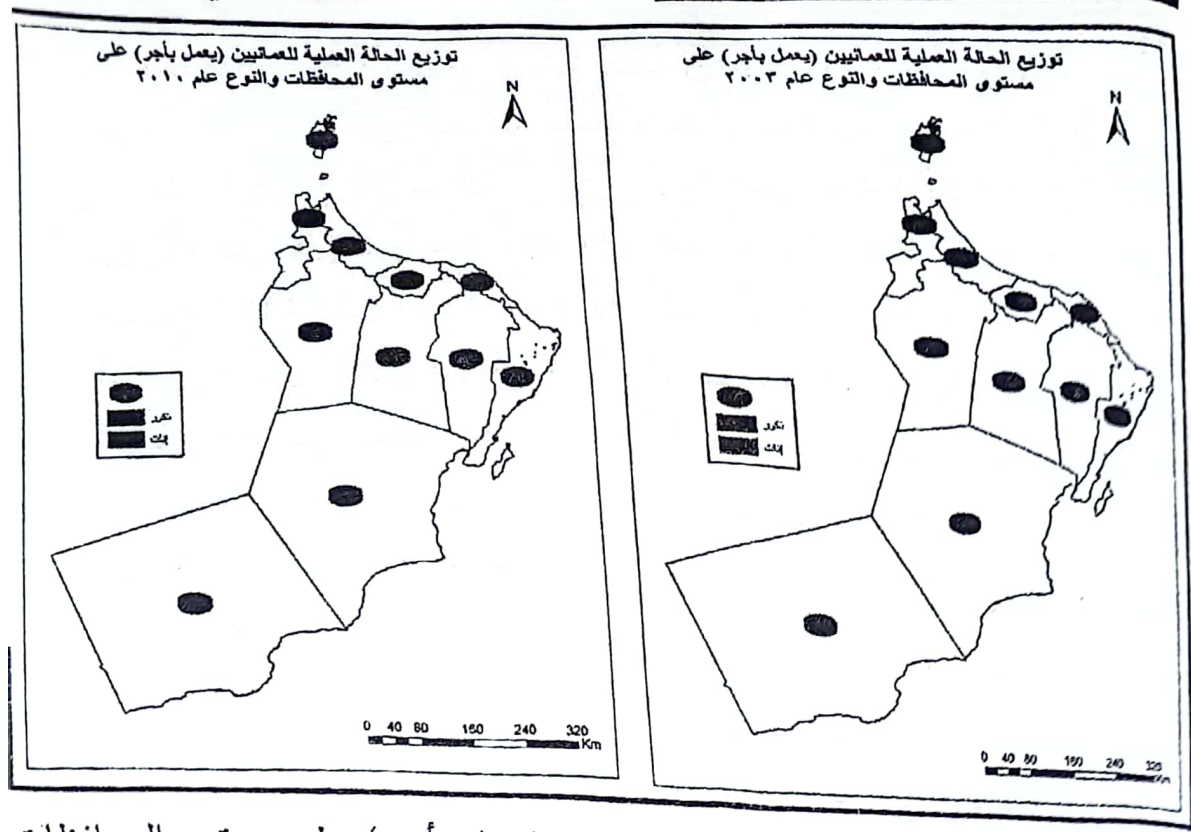 توزيع الحالة العملية للعمانيين (يعمل بأجر) على
مستوى المحافظات والنوع عام ٢٠٠٣
N
ذكور
إناث
0 40 80 160 240 320
Km
توزيع الحالة العملية للعمانيين (يعمل بأجر) على
مستوى المحافظات والنوع عام ٢٠١٠
N
ذكور
إناث
0 40 80 160 240 320
Km